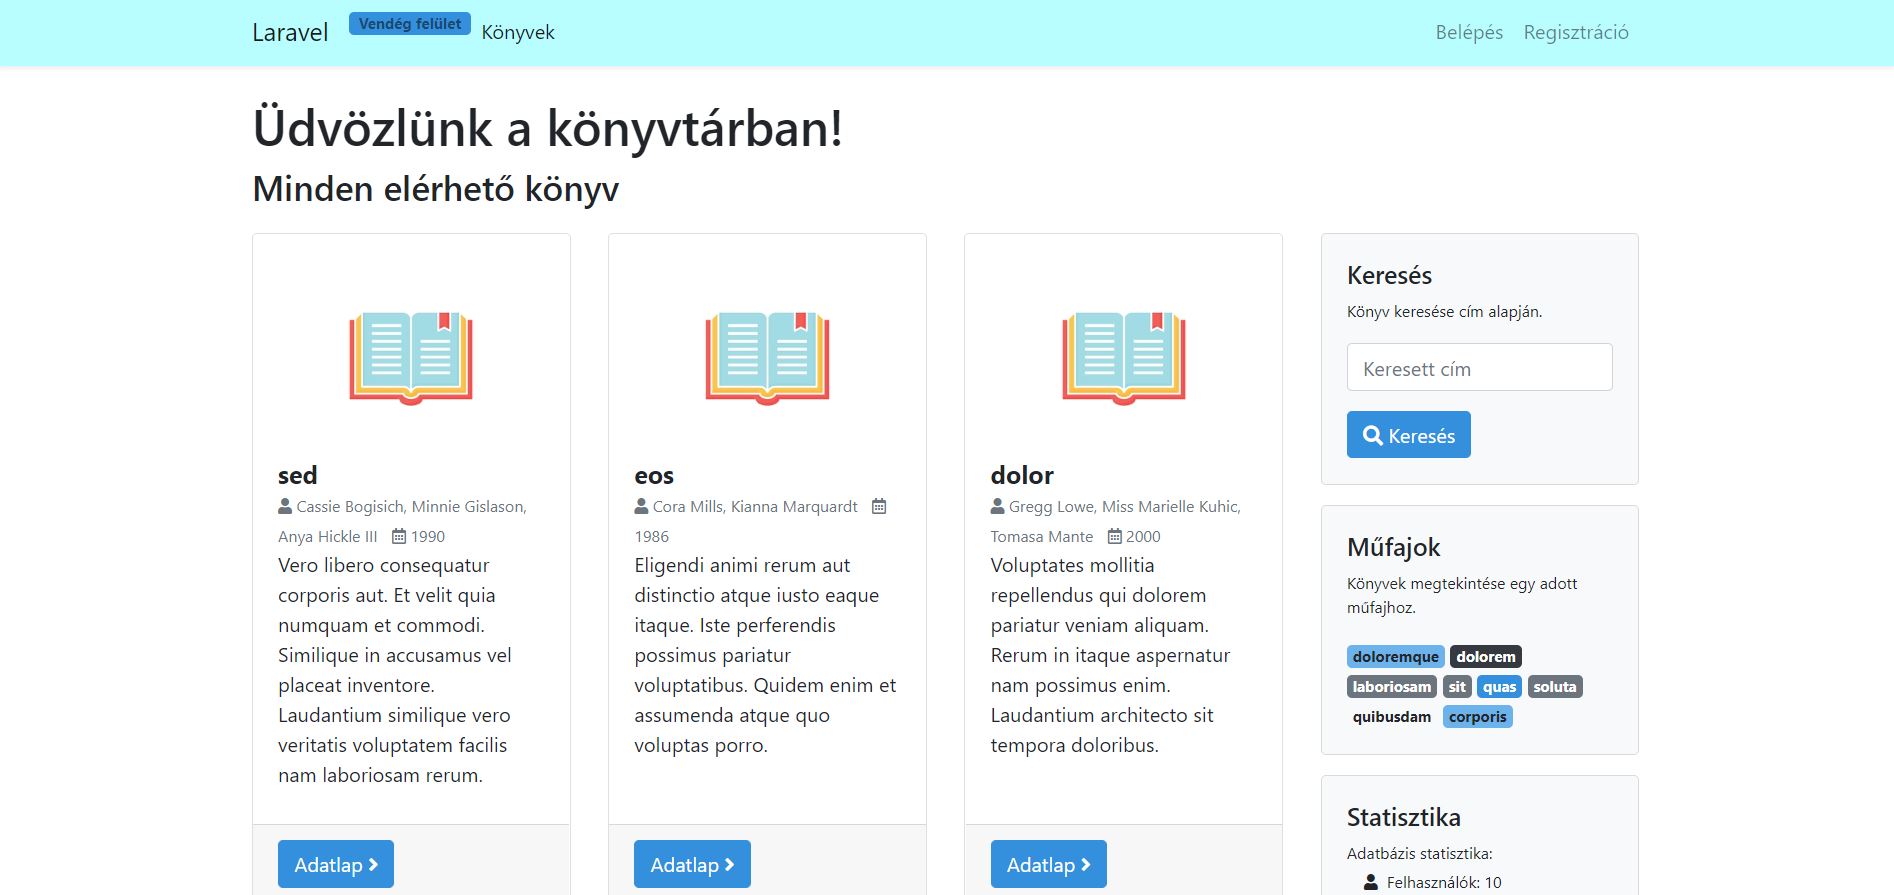 Laravel Vendég felület Könyvek Belépés Regisztráció
Üdvözlünk a könyvtárban!
Minden elérhető könyv
sed
Cassie Bogisich, Minnie Gislason,
Anya Hickle III 1990
Vero libero consequatur
corporis aut. Et velit quia
numquam et commodi.
Similique in accusamus vel
placeat inventore.
Laudantium similique vero
veritatis voluptatem facilis
nam laboriosam rerum.
Adatlap
eos
Cora Mills, Kianna Marquardt
1986
Eligendi animi rerum aut
distinctio atque iusto eaque
itaque. Iste perferendis
possimus pariatur
voluptatibus. Quidem enim et
assumenda atque quo
voluptas porro.
Adatlap
dolor
Gregg Lowe, Miss Marielle Kuhic,
Tomasa Mante 2000
Voluptates mollitia
repellendus qui dolorem
pariatur veniam aliquam.
Rerum in itaque aspernatur
nam possimus enim.
Laudantium architecto sit
tempora doloribus.
Adatlap
Keresés
Könyv keresése cím alapján.
Keresett cím
Keresés
Műfajok
Könyvek megtekintése egy adott
műfajhoz.
doloremque dolorem
laboriosam sit quas soluta
quibusdam corporis
Statisztika
Adatbázis statisztika:
Felhasználók: 10